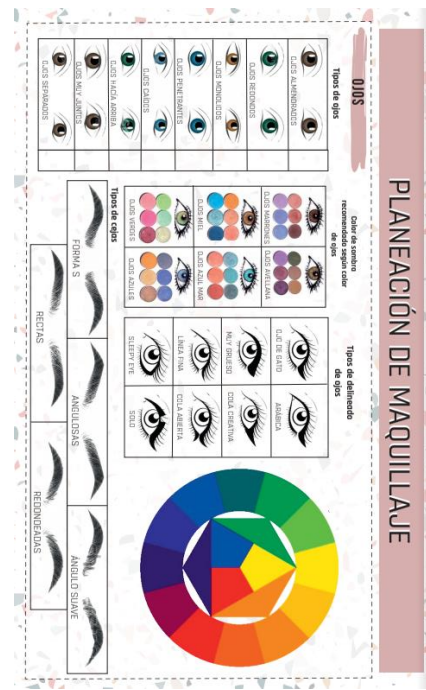 PLANEACIÓN DE MAQUILLAJE
OJOS
Tipos de ojos
OJOS ALMENDRADOS
OJOS REDONDOS
OJOS MONOLIDOS
OJOS PENETRANTES
OJOS CAÍDOS
OJOS HACÍA ARRIBA
OJOS MUY JUNTOS
OJOS SEPARADOS
Color de sombra
recomendado según color
de ojos
OJOS MARRONES
OJOS AVELLANA
OJOS MIEL
OJOS AZUL MAR
OJOS VERDES
OJOS AZULES
Tipos de delineado
de ojos
OJO DE GATO
ARÁBICA
MUY GRUESO
COLA CREATIVA
LÍNEA FINA
COLA ABIERTA
SLEEPY EYE
SOLO
Tipos de cejas
FORMA S
ANGULOSAS
ÁNGULO SUAVE
RECTAS
REDONDEADAS